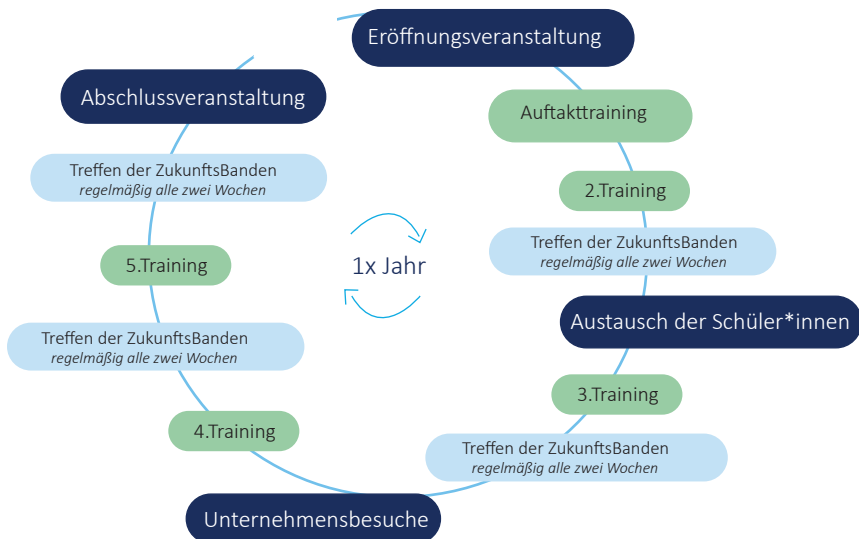 Eröffnungsveranstaltung
Auftakttraining
2.Training
Treffen der ZukunftsBanden
regelmäßig alle zwei Wochen
Austausch der Schüler*innen
3.Training
Treffen der ZukunftsBanden
regelmäßig alle zwei Wochen
Unternehmensbesuche
4.Training
Treffen der ZukunftsBanden
regelmäßig alle zwei Wochen
5.Training
Treffen der ZukunftsBanden
regelmäßig alle zwei Wochen
Abschlussveranstaltung
1x Jahr